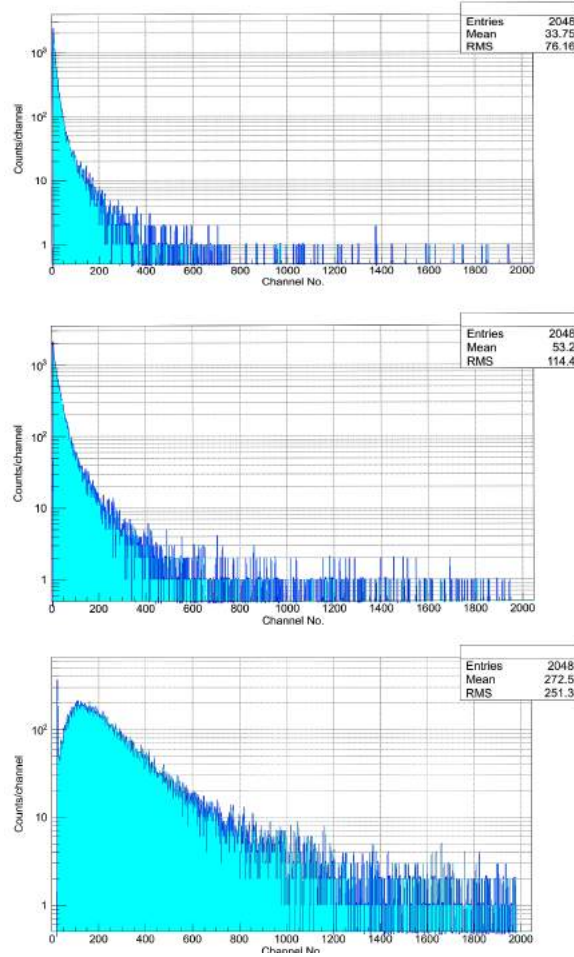 Entries 2048
Mean 33.75
RMS 76.16
Counts/channel
10³
10²
10
1
0 200 400 600 800 1000 1200 1400 1600 1800 2000
Channel No.
Entries 2048
Mean 53.2
RMS 114.4
Counts/channel
10³
10²
10
1
0 200 400 600 800 1000 1200 1400 1600 1800 2000
Channel No.
Entries 2048
Mean 272.5
RMS 251.3
Counts/channel
10²
10
1
0 200 400 600 800 1000 1200 1400 1600 1800 2000
Channel No.